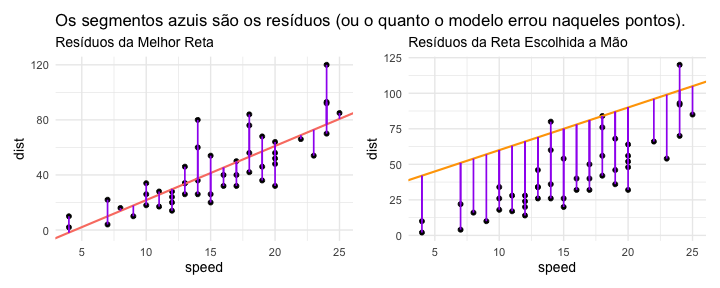 Os segmentos azuis são os resíduos (ou o quanto o modelo errou naqueles pontos).
Resíduos da Melhor Reta
120
80
40
0
dist
5
10
15
20
25
speed
Resíduos da Reta Escolhida a Mão
125
100
75
50
25
0
dist
5
10
15
20
25
speed